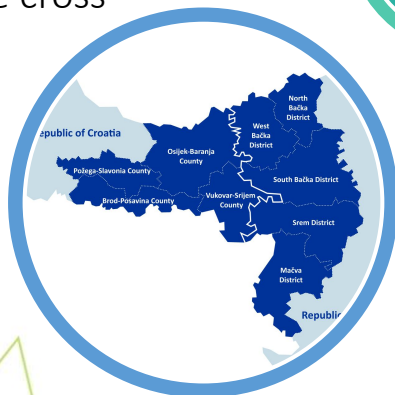 cross
North
Bačka
District
West
Bačka
District
epublic of Croatia
Osijek-Baranja
County
Požega-Slavonia County
South Bačka District
Brod-Posavina County
Vukovar-Srijem
County
Srem District
Mačva
District
Republic